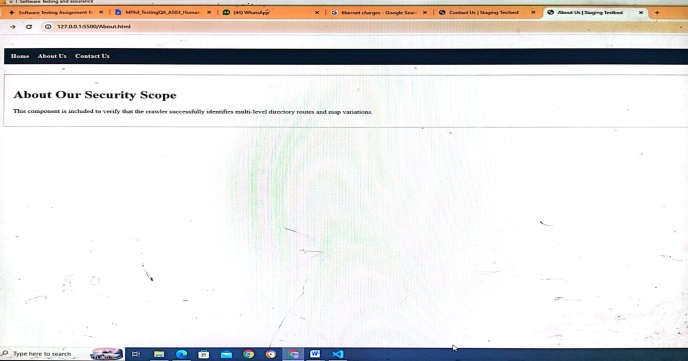 Software Testing and assurance
Software Testing Assignment
MPhil_TestingQA_AS03_Human-
(44) WhatsApp
fibernet charges - Google Sear
Contact Us | Staging Testbed
About Us | Staging Testbed
127.0.0.1:5500/About.html
Home About Us Contact Us
About Our Security Scope
This component is included to verify that the crawler successfully identifies multi-level directory routes and map variations.
Type here to search